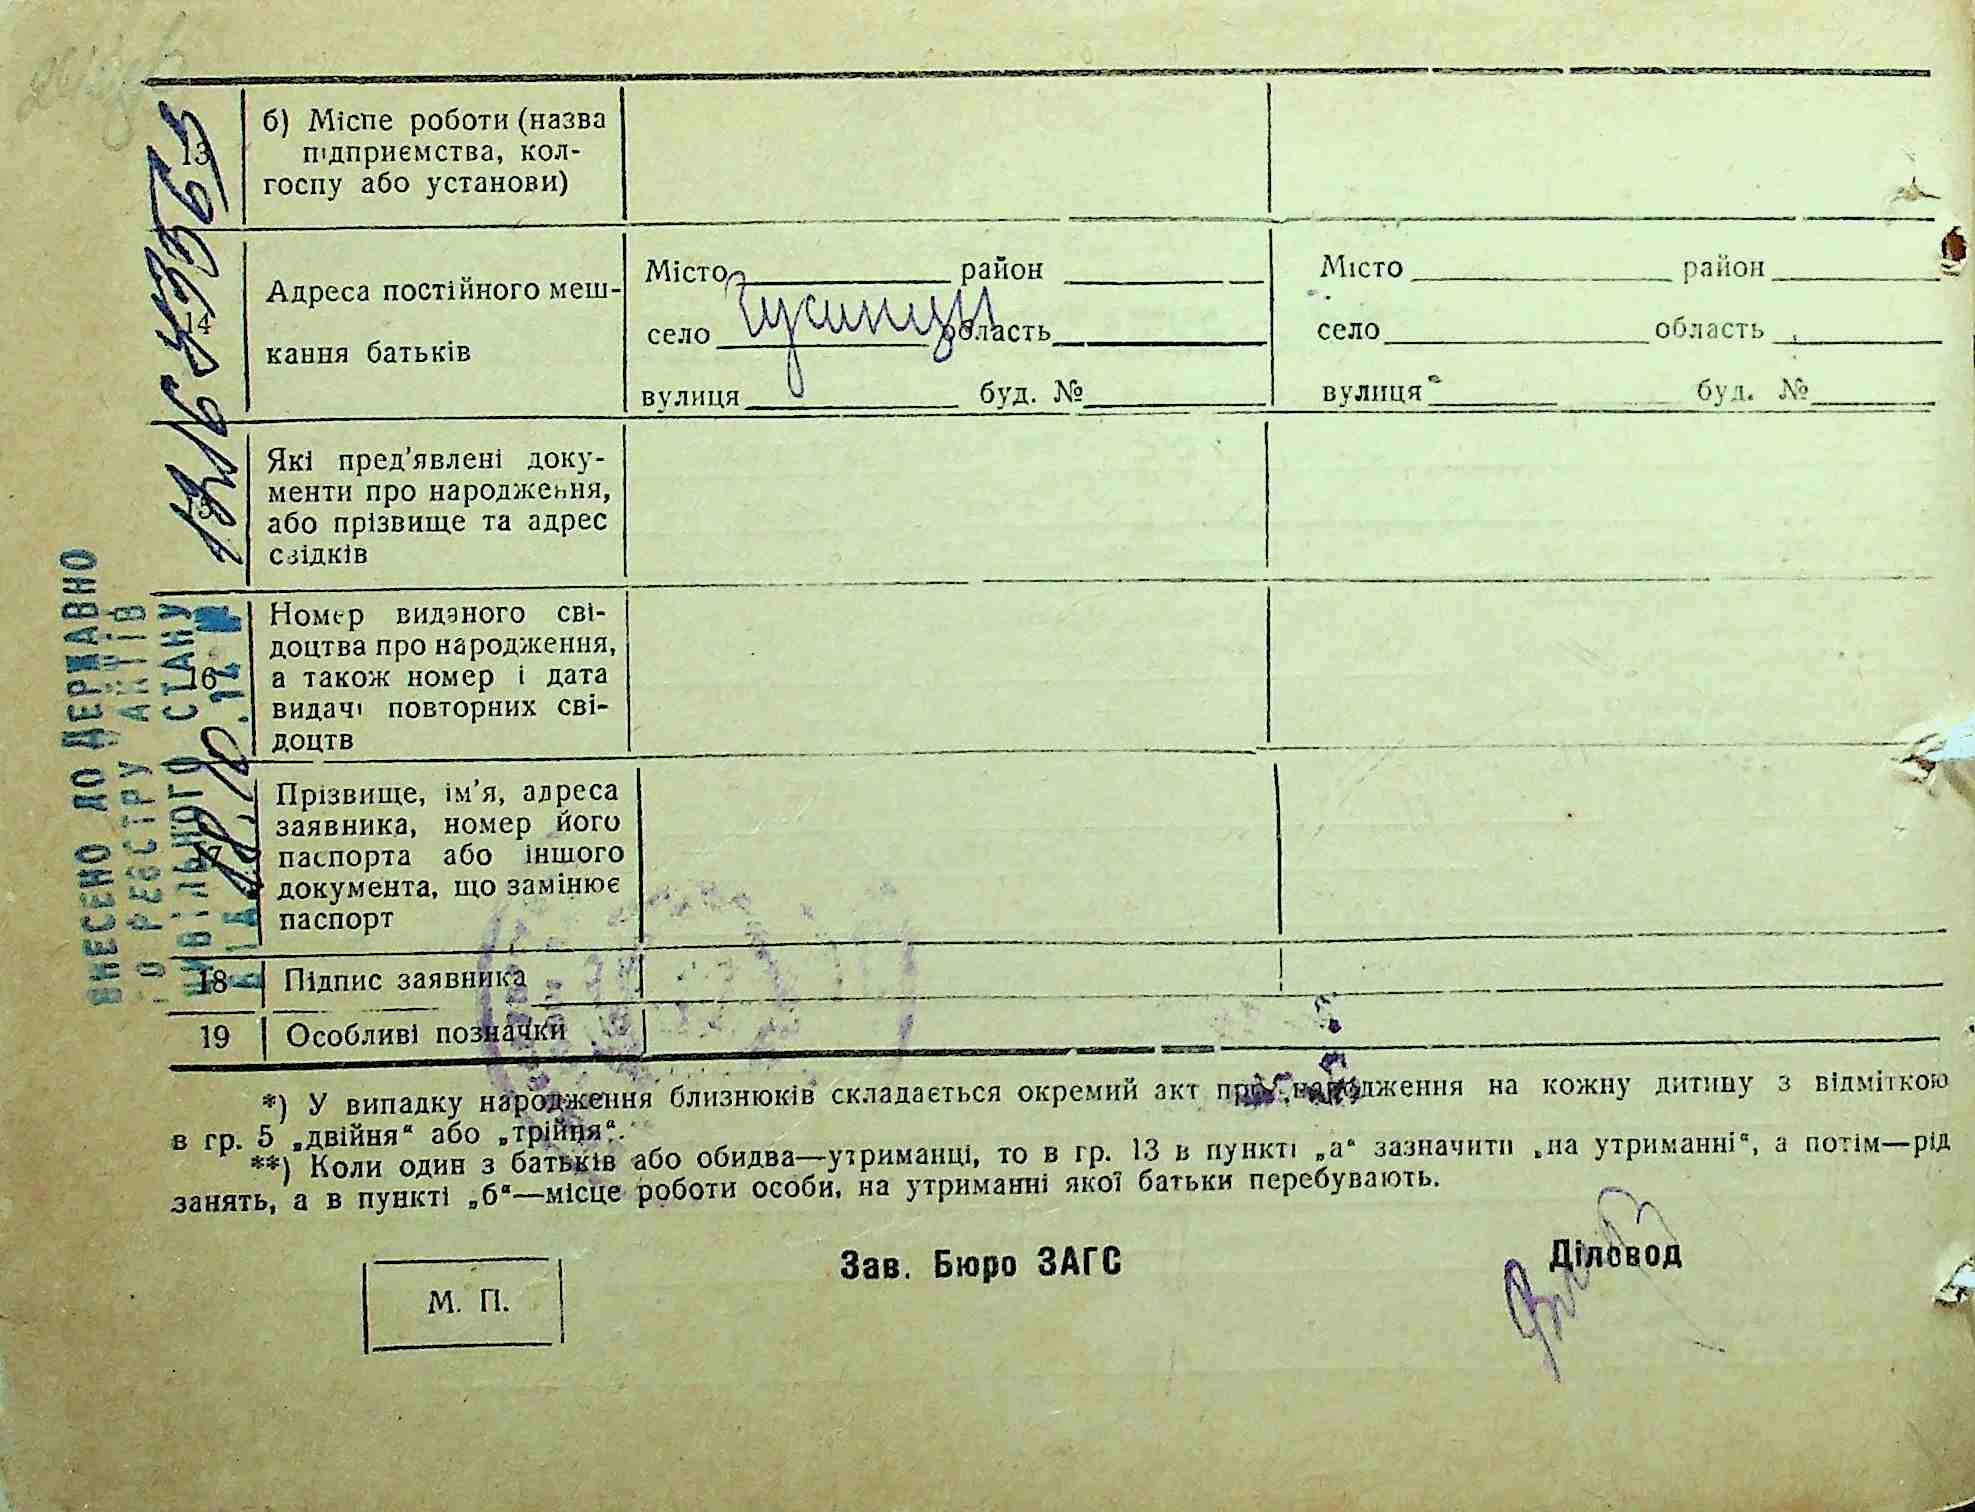 13
б) Міспе роботи (назва
підприємства, кол-
госпу або установи)
14
Адреса постійного меш-
кання батьків
Місто район
село область
вулиця буд. №
Місто район
село область
вулиця буд. №
15
Які пред'явлені доку-
менти про народження,
або прізвище та адрес
свідків
16
Номер виданого сві-
доцтва про народження,
а також номер і дата
видачі повторних сві-
доцтв
17
Прізвище, ім'я, адреса
заявника, номер його
паспорта або іншого
документа, що замінює
паспорт
18 Підпис заявника
19 Особливі позначки
ВНЕСЕНО ДО ДЕРЖАВНО
ГО РЕЄСТРУ АКТІВ
ЦИВІЛЬНОГО СТАНУ
*) У випадку народження близнюків складається окремий акт про народження на кожну дитину з відміткою
в гр. 5 „двійня“ або „трійця“.
**) Коли один з батьків або обидва—утриманці, то в гр. 13 в пункті „а“ зазначити „на утриманні“, а потім—рід
занять, а в пункті „б“—місце роботи особи, на утриманні якої батьки перебувають.
М. П.
Зав. Бюро ЗАГС
Діловод